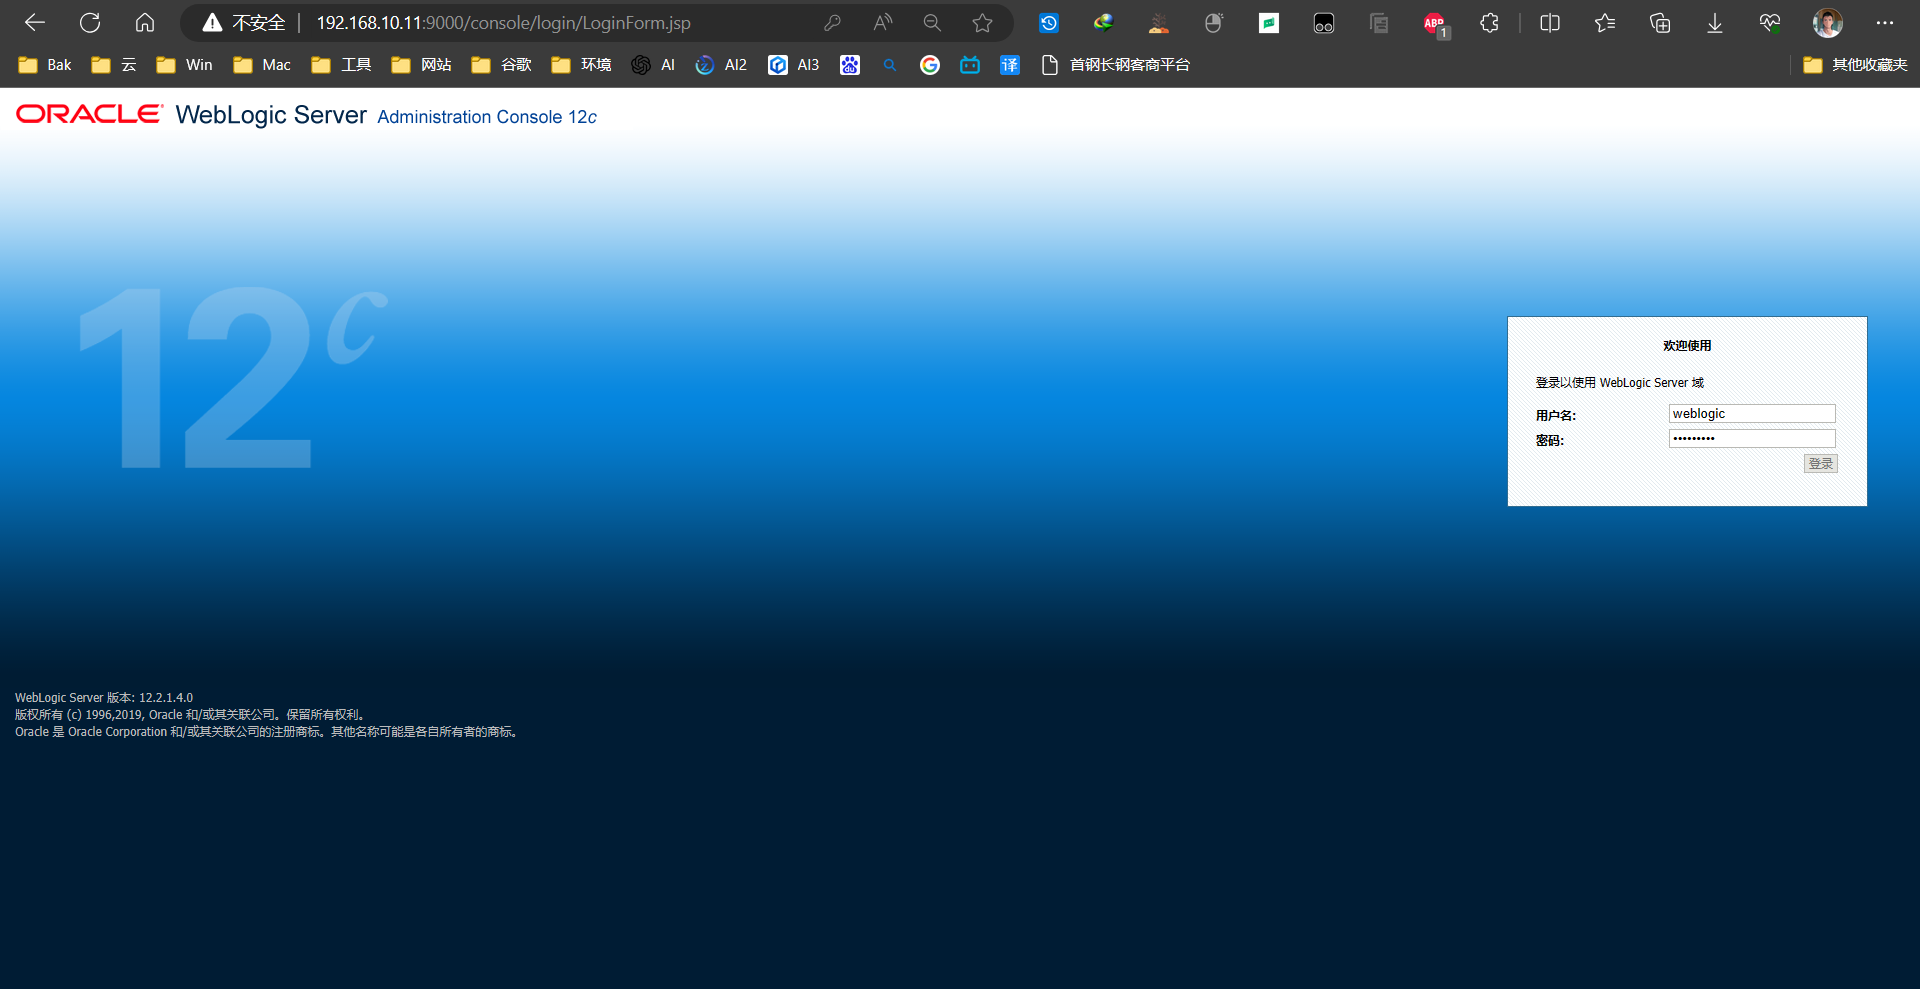 不安全 192.168.10.11:9000/console/login/LoginForm.jsp
ABP 1
Bak 云 Win Mac 工具 网站 谷歌 环境 AI AI2 AI3 du G 译 首钢长钢客商平台 其他收藏夹
ORACLE WebLogic Server Administration Console 12c
12c
欢迎使用
登录以使用 WebLogic Server 域
用户名: weblogic
密码: •••••••••
登录
WebLogic Server 版本: 12.2.1.4.0
版权所有 (c) 1996,2019, Oracle 和/或其关联公司。保留所有权利。
Oracle 是 Oracle Corporation 和/或其关联公司的注册商标。其他名称可能是各自所有者的商标。